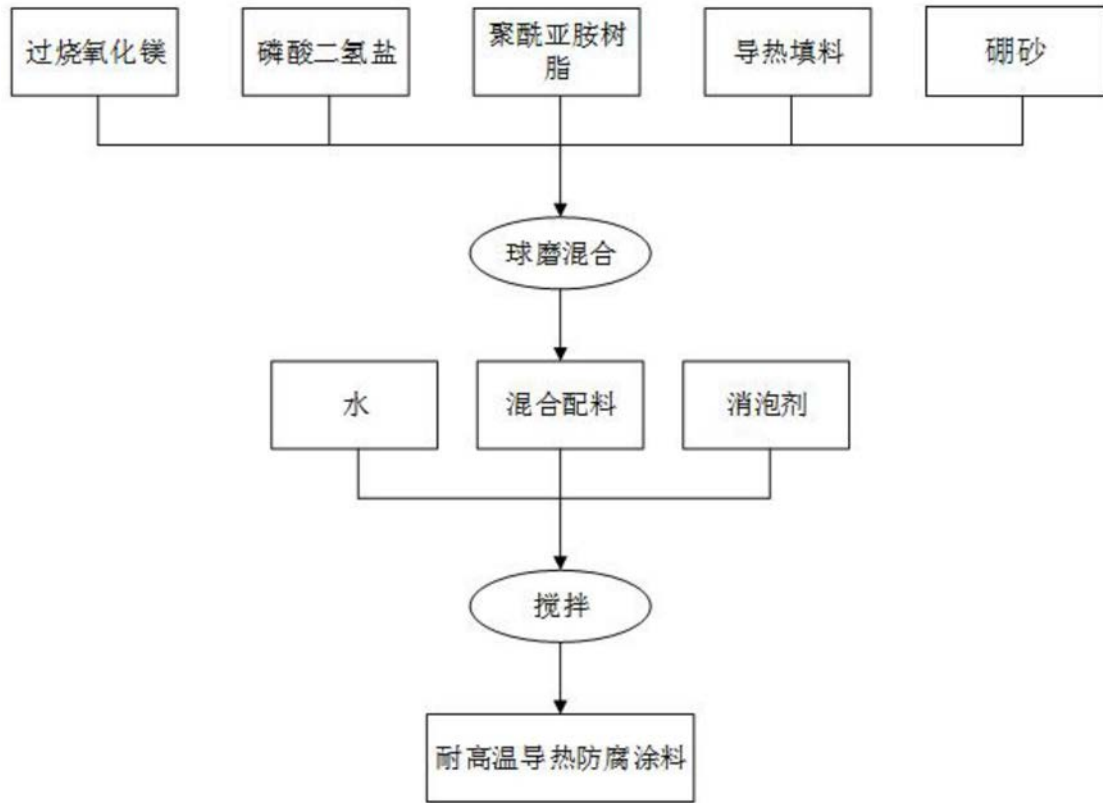 过烧氧化镁
磷酸二氢盐
聚酰亚胺树
脂
导热填料
硼砂
球磨混合
水
混合配料
消泡剂
搅拌
耐高温导热防腐涂料